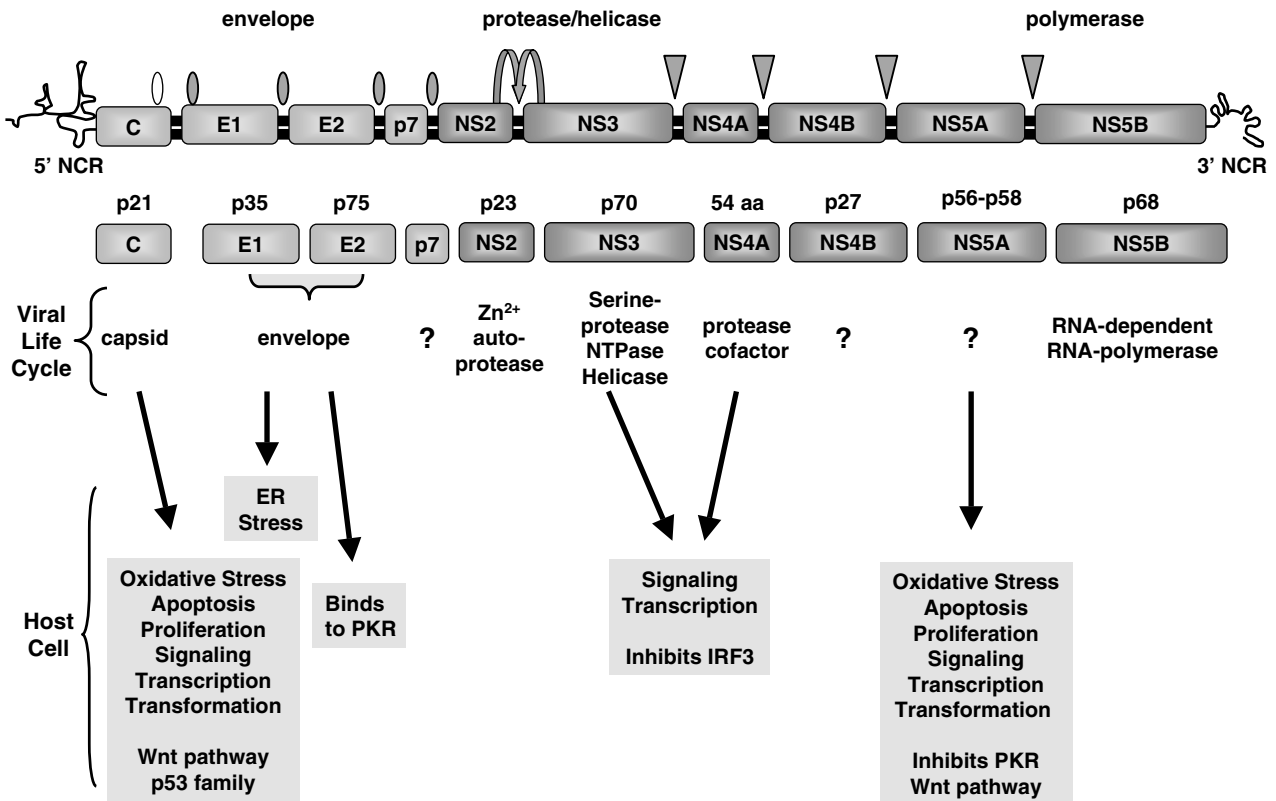 envelope protease/helicase polymerase
C E1 E2 p7 NS2 NS3 NS4A NS4B NS5A NS5B
5’ NCR 3’ NCR
p21 p35 p75 p23 p70 54 aa p27 p56-p58 p68
C E1 E2 p7 NS2 NS3 NS4A NS4B NS5A NS5B
Viral
Life
Cycle
capsid
envelope
?
Zn²⁺
auto-
protease
Serine-
protease
NTPase
Helicase
protease
cofactor
?
?
RNA-dependent
RNA-polymerase
Host
Cell
Oxidative Stress
Apoptosis
Proliferation
Signaling
Transcription
Transformation
Wnt pathway
p53 family
ER
Stress
Binds
to PKR
Signaling
Transcription
Inhibits IRF3
Oxidative Stress
Apoptosis
Proliferation
Signaling
Transcription
Transformation
Inhibits PKR
Wnt pathway